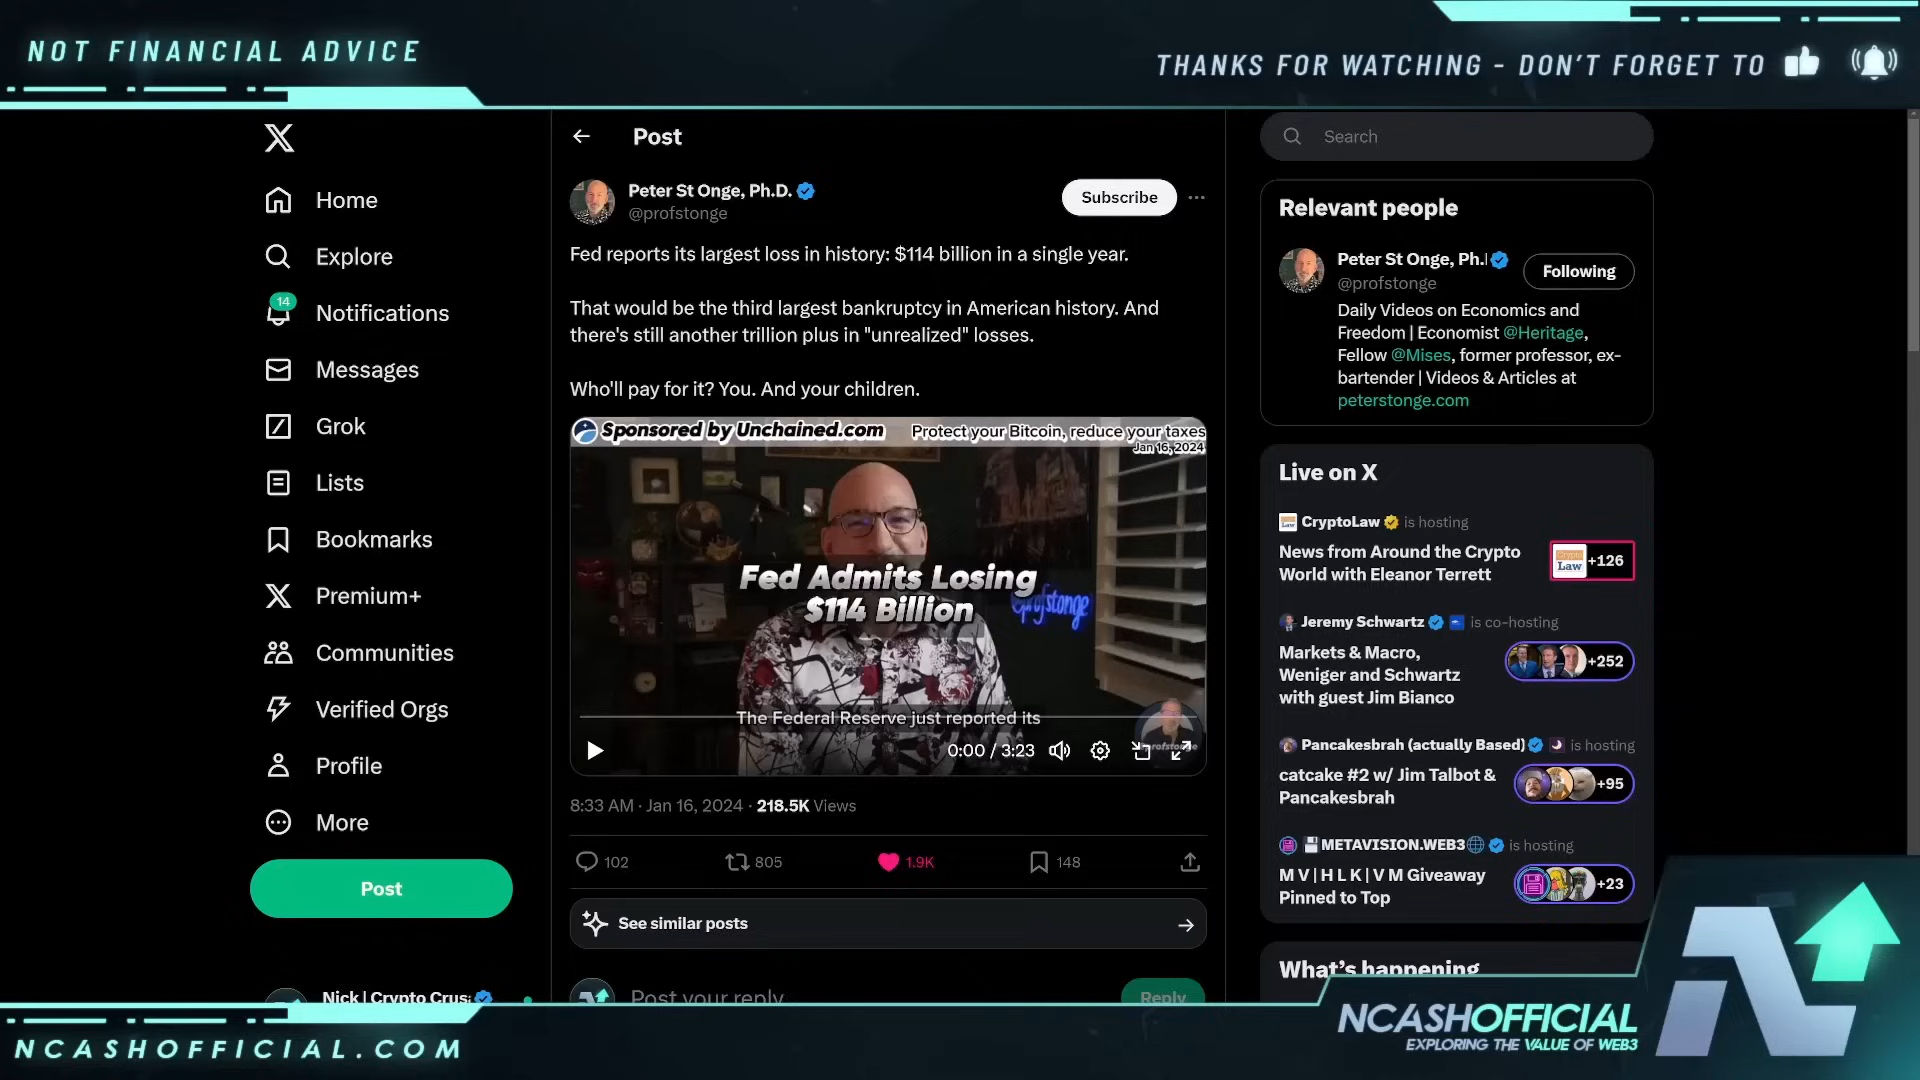 NOT FINANCIAL ADVICE
THANKS FOR WATCHING - DON'T FORGET TO
Home
Explore
14
Notifications
Messages
Grok
Lists
Bookmarks
Premium+
Communities
Verified Orgs
Profile
More
Post
Nick | Crypto Crus
Post
Peter St Onge, Ph.D.
@profstonge
Subscribe
Fed reports its largest loss in history: $114 billion in a single year.
That would be the third largest bankruptcy in American history. And
there's still another trillion plus in "unrealized" losses.
Who'll pay for it? You. And your children.
Sponsored by Unchained.com Protect your Bitcoin, reduce your taxes
Jan 16, 2024
Fed Admits Losing
$114 Billion
@profstonge
The Federal Reserve just reported its
0:00 / 3:23
8:33 AM · Jan 16, 2024 · 218.5K Views
102 805 1.9K 148
See similar posts
Post your reply
Reply
Search
Relevant people
Peter St Onge, Ph.
@profstonge
Following
Daily Videos on Economics and
Freedom | Economist @Heritage,
Fellow @Mises, former professor, ex-
bartender | Videos & Articles at
peterstonge.com
Live on X
CryptoLaw is hosting
News from Around the Crypto
World with Eleanor Terrett
Crypto
Law
+126
Jeremy Schwartz is co-hosting
Markets & Macro,
Weniger and Schwartz
with guest Jim Bianco
+252
Pancakesbrah (actually Based) is hosting
catcake #2 w/ Jim Talbot &
Pancakesbrah
+95
METAVISION.WEB3 is hosting
M V | H L K | V M Giveaway
Pinned to Top
+23
What's happening
NCASHOFFICIAL.COM
NCASHOFFICIAL
EXPLORING THE VALUE OF WEB3